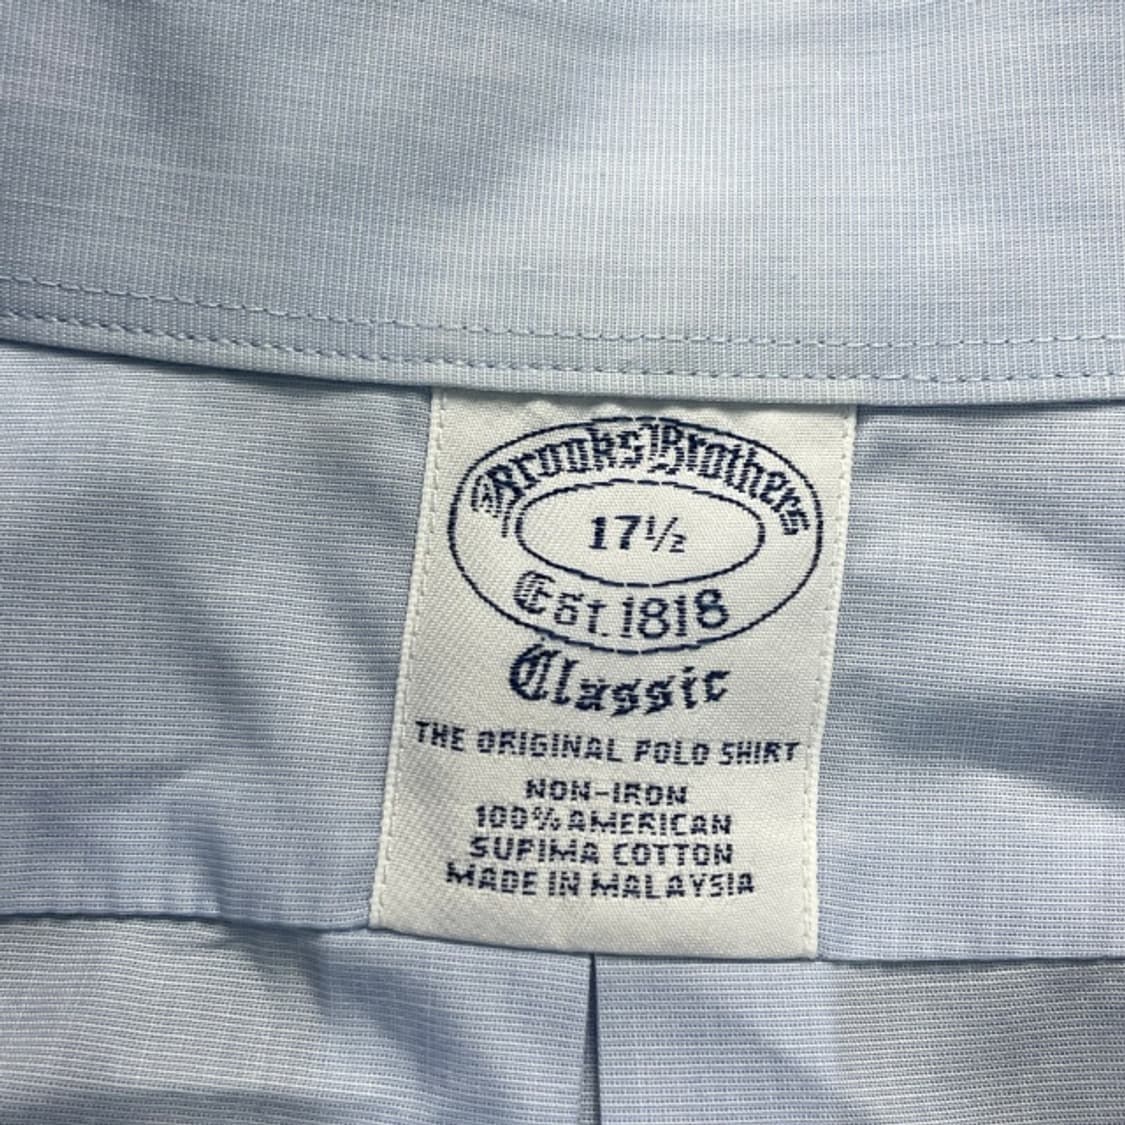 Brooks Brothers
17½
Est. 1818
Classic
THE ORIGINAL POLO SHIRT
NON-IRON
100% AMERICAN
SUPIMA COTTON
MADE IN MALAYSIA